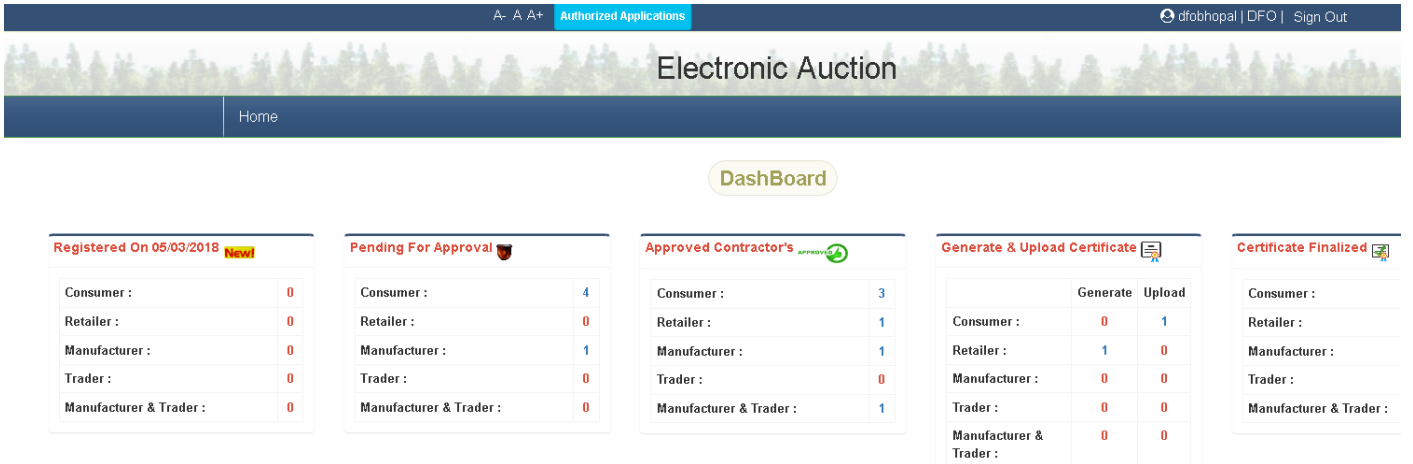 A- A A+ Authorized Applications dfobhopal | DFO | Sign Out
Electronic Auction
Home
DashBoard
Registered On 05/03/2018 New!
Consumer : 0
Retailer : 0
Manufacturer : 0
Trader : 0
Manufacturer & Trader : 0
Pending For Approval
Consumer : 4
Retailer : 0
Manufacturer : 1
Trader : 0
Manufacturer & Trader : 0
Approved Contractor's APPROVED
Consumer : 3
Retailer : 1
Manufacturer : 1
Trader : 0
Manufacturer & Trader : 1
Generate & Upload Certificate
Generate Upload
Consumer : 0 1
Retailer : 1 0
Manufacturer : 0 0
Trader : 0 0
Manufacturer & 0 0
Trader :
Certificate Finalized
Consumer :
Retailer :
Manufacturer :
Trader :
Manufacturer & Trader :